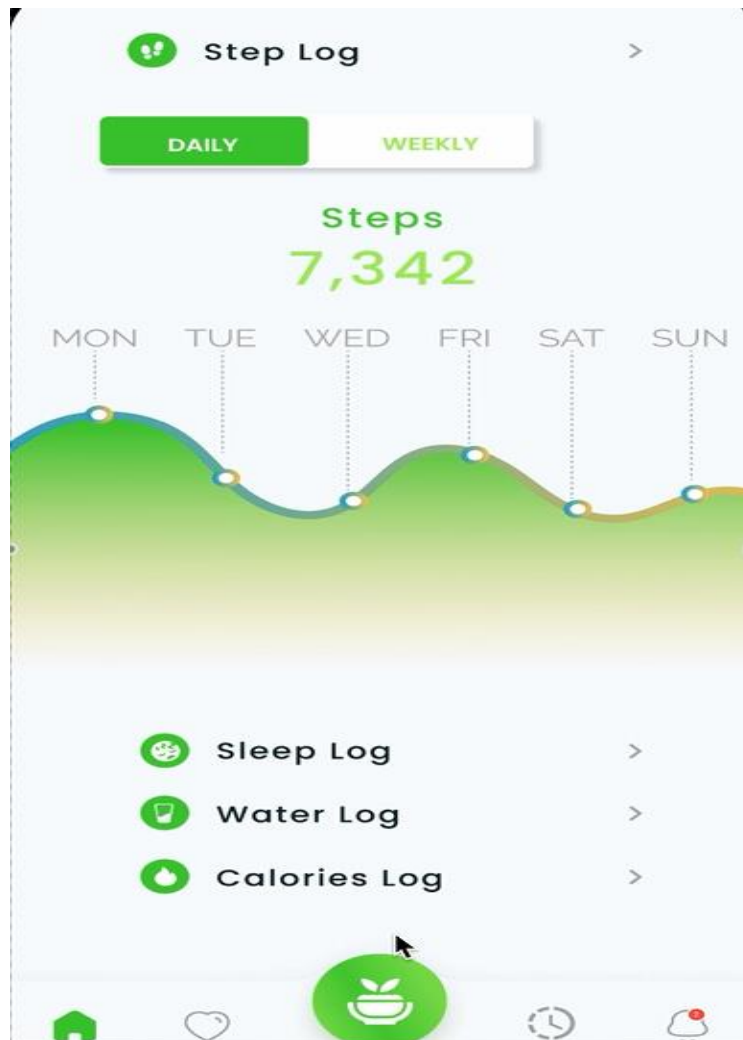 Step Log
DAILY WEEKLY
Steps
7,342
MON TUE WED FRI SAT SUN
Sleep Log
Water Log
Calories Log